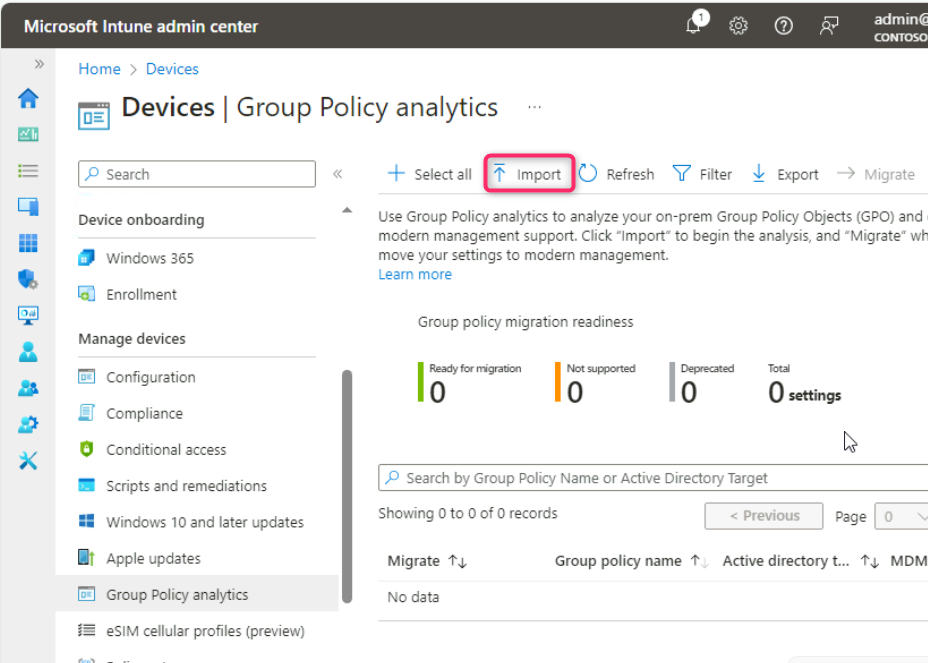 Microsoft Intune admin center
1
admin@
CONTOSO
Home > Devices
Devices | Group Policy analytics
Search
Select all
Import
Refresh
Filter
Export
Migrate
Device onboarding
Windows 365
Enrollment
Manage devices
Configuration
Compliance
Conditional access
Scripts and remediations
Windows 10 and later updates
Apple updates
Group Policy analytics
eSIM cellular profiles (preview)
Use Group Policy analytics to analyze your on-prem Group Policy Objects (GPO) and
modern management support. Click “Import” to begin the analysis, and “Migrate” wh
move your settings to modern management.
Learn more
Group policy migration readiness
Ready for migration
0
Not supported
0
Deprecated
0
Total
0 settings
Search by Group Policy Name or Active Directory Target
Showing 0 to 0 of 0 records
< Previous
Page
0
Migrate
Group policy name
Active directory t...
MDM
No data